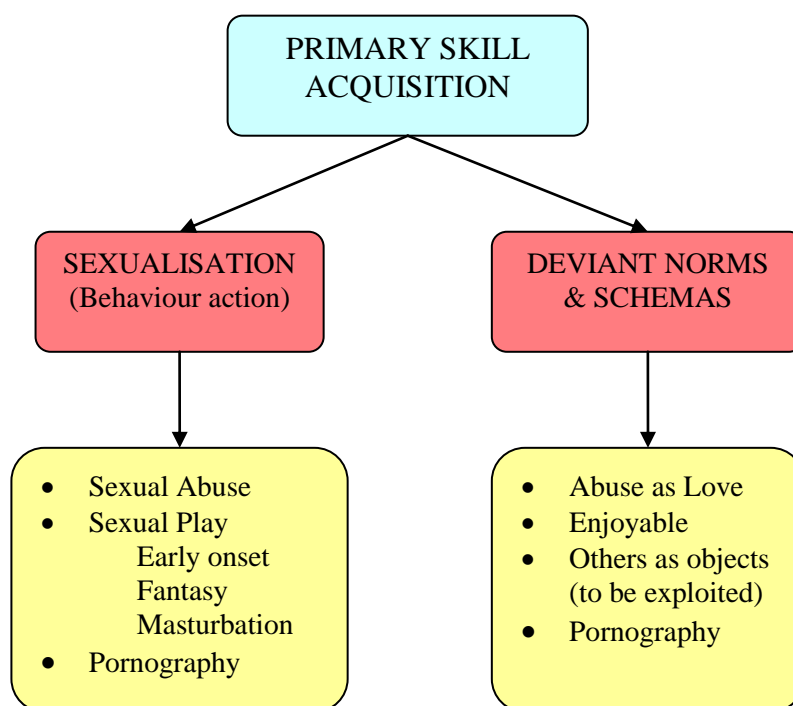 PRIMARY SKILL
ACQUISITION
SEXUALISATION
(Behaviour action)
DEVIANT NORMS
& SCHEMAS
• Sexual Abuse
• Sexual Play
Early onset
Fantasy
Masturbation
• Pornography
• Abuse as Love
• Enjoyable
• Others as objects
(to be exploited)
• Pornography